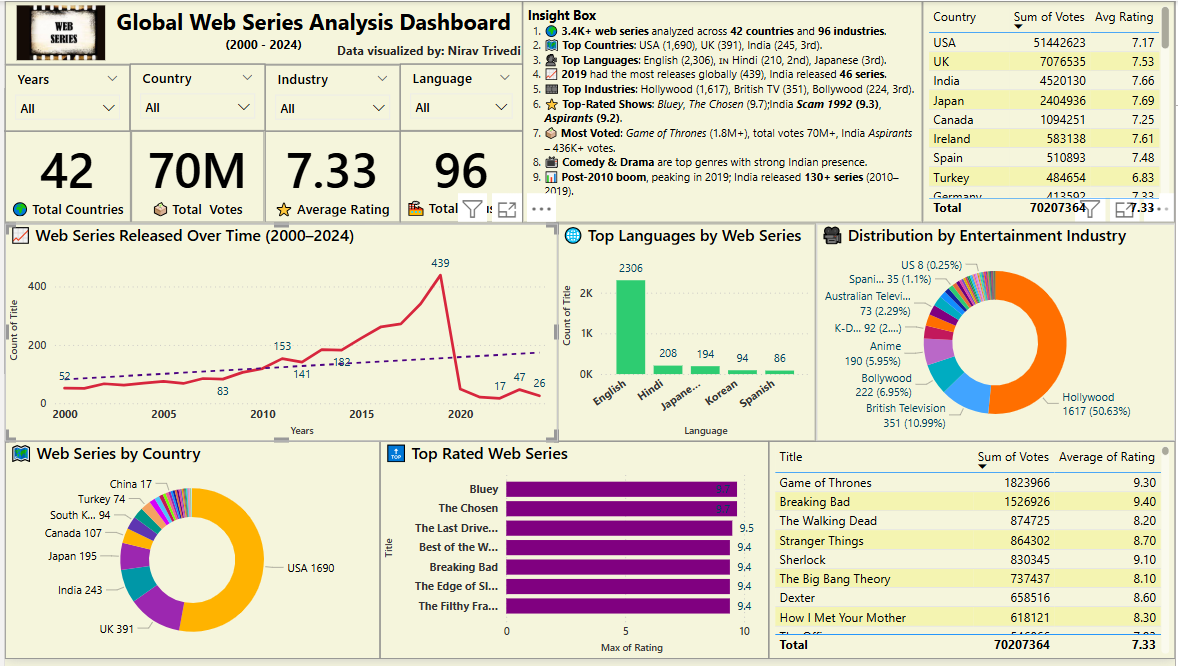 WEB
SERIES
Global Web Series Analysis Dashboard
(2000 - 2024)
Data visualized by: Nirav Trivedi
Years
All
Country
All
Industry
All
Language
All
42
Total Countries
70M
Total Votes
7.33
Average Rating
96
Total
Insight Box
1. 3.4K+ web series analyzed across 42 countries and 96 industries.
2. Top Countries: USA (1,690), UK (391), India (245, 3rd).
3. Top Languages: English (2,306), IN Hindi (210, 2nd), Japanese (3rd).
4. 2019 had the most releases globally (439), India released 46 series.
5. Top Industries: Hollywood (1,617), British TV (351), Bollywood (224, 3rd).
6. Top-Rated Shows: Bluey, The Chosen (9.7);India Scam 1992 (9.3),
Aspirants (9.2).
7. Most Voted: Game of Thrones (1.8M+), total votes 70M+, India Aspirants
– 436K+ votes.
8. Comedy & Drama are top genres with strong Indian presence.
9. Post-2010 boom, peaking in 2019; India released 130+ series (2010–
2019).
Country Sum of Votes Avg Rating
USA 51442623 7.17
UK 7076535 7.53
India 4520130 7.66
Japan 2404936 7.69
Canada 1094251 7.25
Ireland 583138 7.61
Spain 510893 7.48
Turkey 484654 6.83
Germany 413592 7.33
Total 70207364 7.33
Web Series Released Over Time (2000–2024)
Count of Title
400
200
0
52
83
153
141
182
439
17
47
26
2000 2005 2010 2015 2020
Years
Top Languages by Web Series
Count of Title
2K
1K
0K
2306
208
194
94
86
English
Hindi
Japane...
Korean
Spanish
Language
Distribution by Entertainment Industry
US 8 (0.25%)
Spani... 35 (1.1%)
Australian Televi...
73 (2.29%)
K-D... 92 (2....)
Anime
190 (5.95%)
Bollywood
222 (6.95%)
British Television
351 (10.99%)
Hollywood
1617 (50.63%)
Web Series by Country
China 17
Turkey 74
South K... 94
Canada 107
Japan 195
India 243
UK 391
USA 1690
TOP
Top Rated Web Series
Title
Bluey 9.7
The Chosen 9.7
The Last Drive... 9.5
Best of the W... 9.4
Breaking Bad 9.4
The Edge of Sl... 9.4
The Filthy Fra... 9.4
0 5 10
Max of Rating
Title Sum of Votes Average of Rating
Game of Thrones 1823966 9.30
Breaking Bad 1526926 9.40
The Walking Dead 874725 8.20
Stranger Things 864302 8.70
Sherlock 830345 9.10
The Big Bang Theory 737437 8.10
Dexter 658516 8.60
How I Met Your Mother 618121 8.30
Total 70207364 7.33